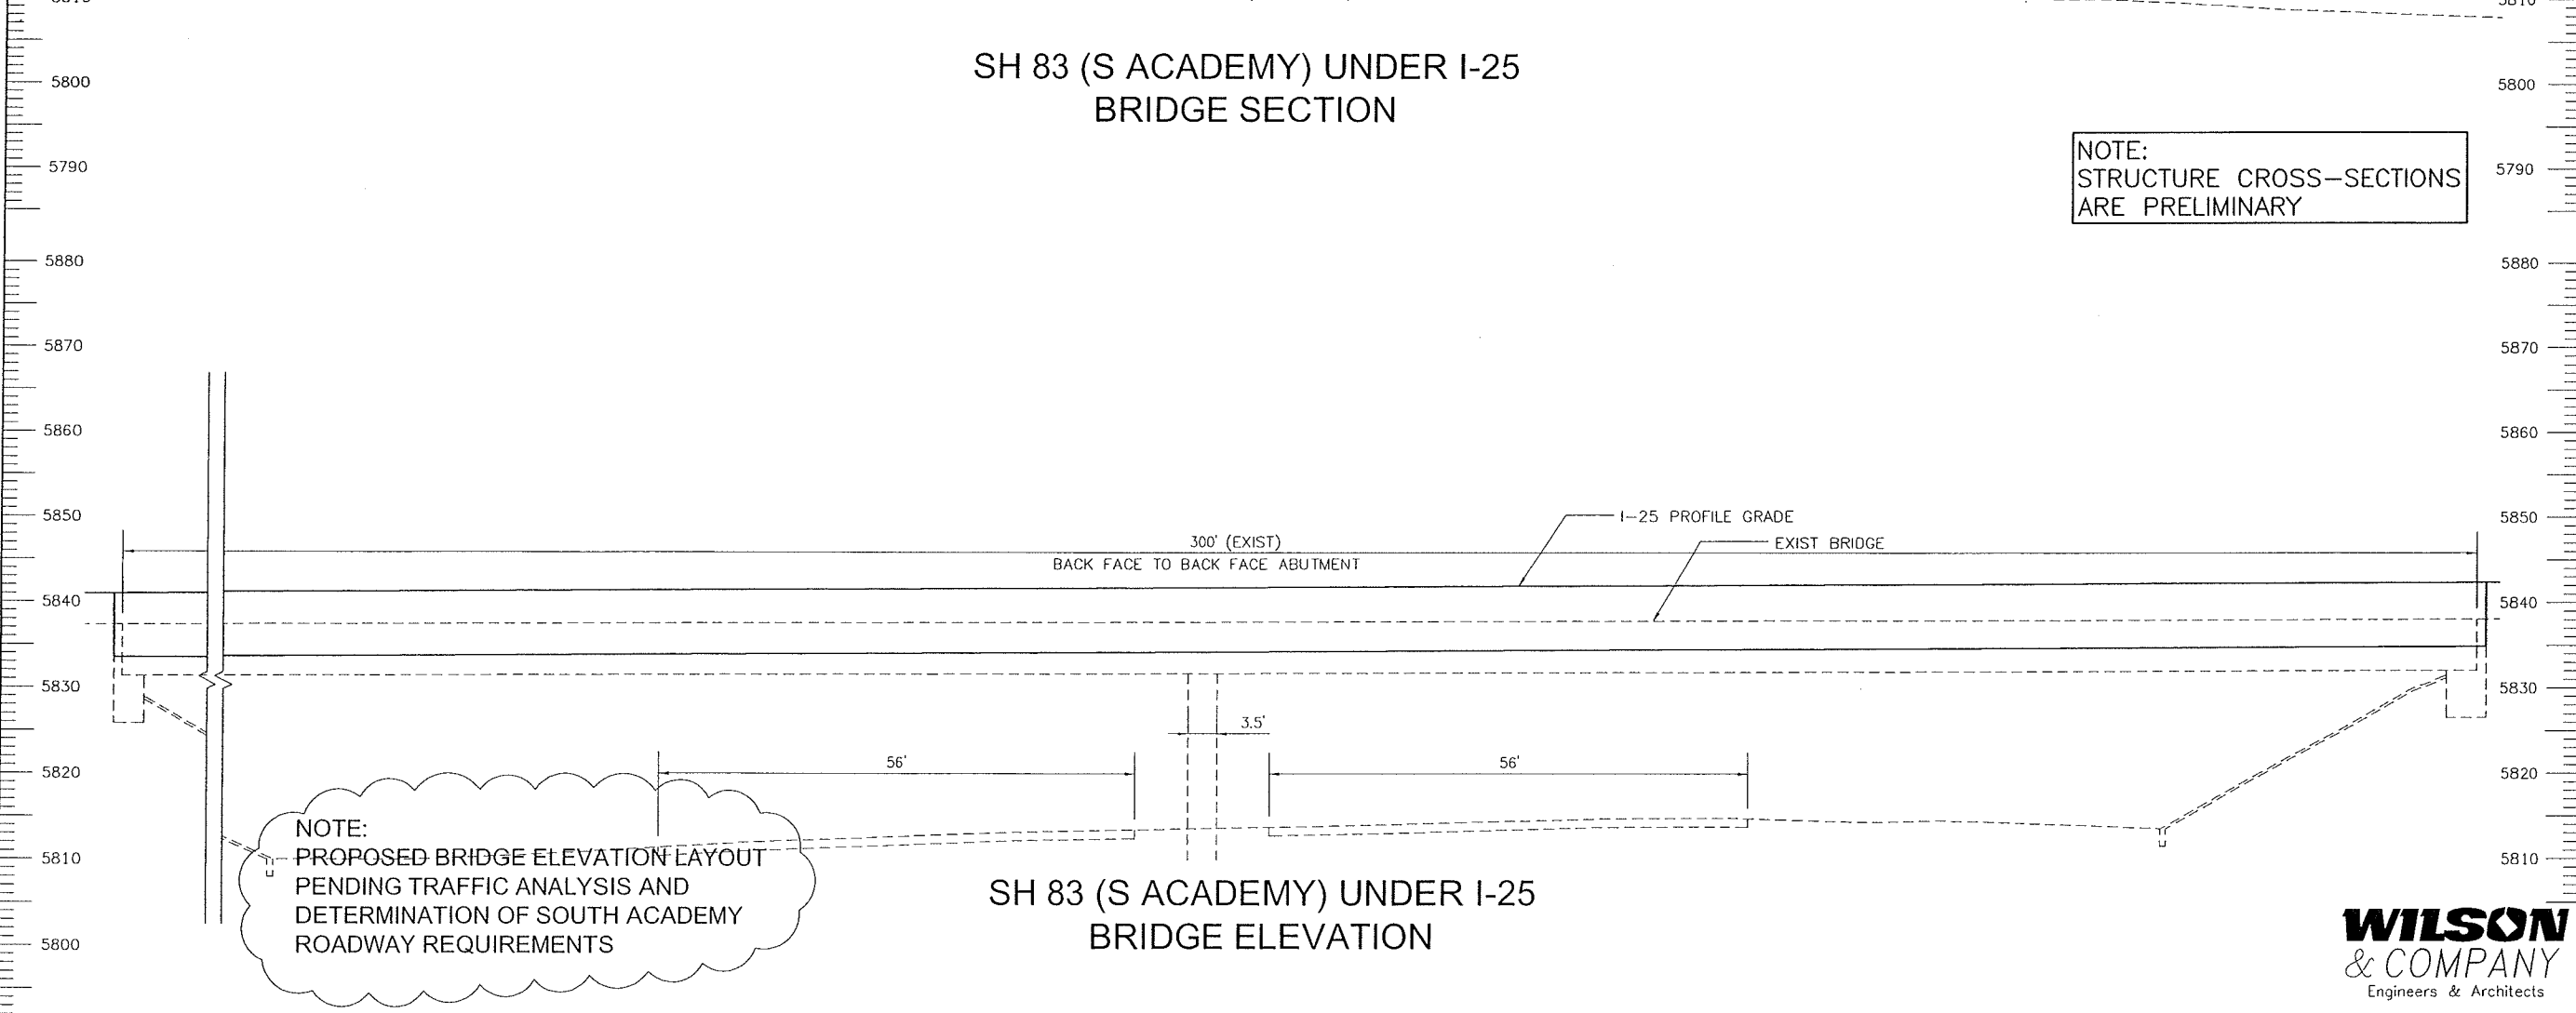 SH 83 (S ACADEMY) UNDER I-25
BRIDGE SECTION
5800
5800
5790
5790
NOTE:
STRUCTURE CROSS-SECTIONS
ARE PRELIMINARY
5880
5880
5870
5870
5860
5860
5850
5850
I-25 PROFILE GRADE
300' (EXIST)
EXIST BRIDGE
BACK FACE TO BACK FACE ABUTMENT
5840
5840
5830
5830
3.5'
56'
56'
5820
5820
NOTE:
PROPOSED BRIDGE ELEVATION LAYOUT
PENDING TRAFFIC ANALYSIS AND
DETERMINATION OF SOUTH ACADEMY
ROADWAY REQUIREMENTS
5810
5810
SH 83 (S ACADEMY) UNDER I-25
BRIDGE ELEVATION
5800
WILSON
& COMPANY
Engineers & Architects